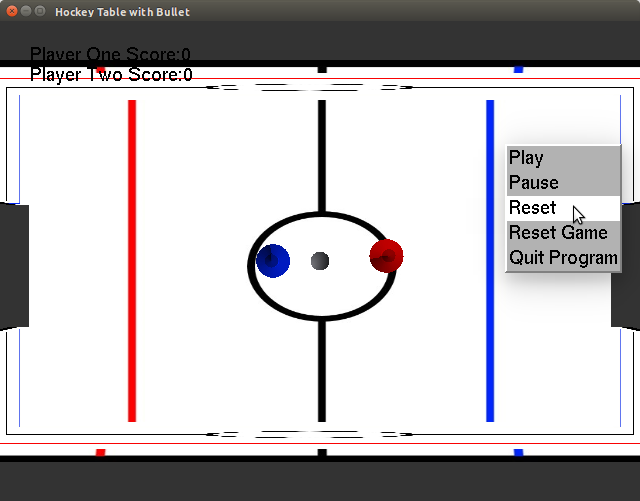 Hockey Table with Bullet
Player One Score:0
Player Two Score:0
Play
Pause
Reset
Reset Game
Quit Program